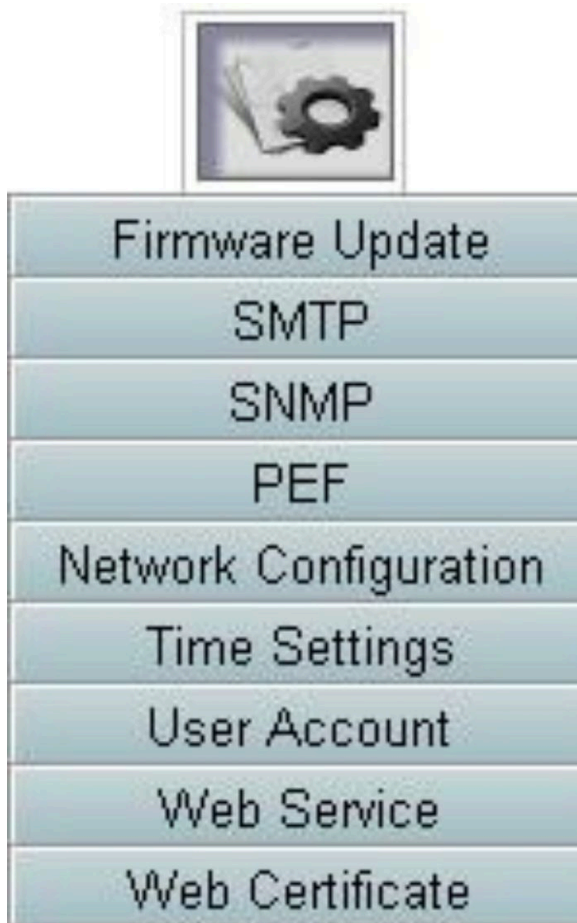 Firmware Update
SMTP
SNMP
PEF
Network Configuration
Time Settings
User Account
Web Service
Web Certificate